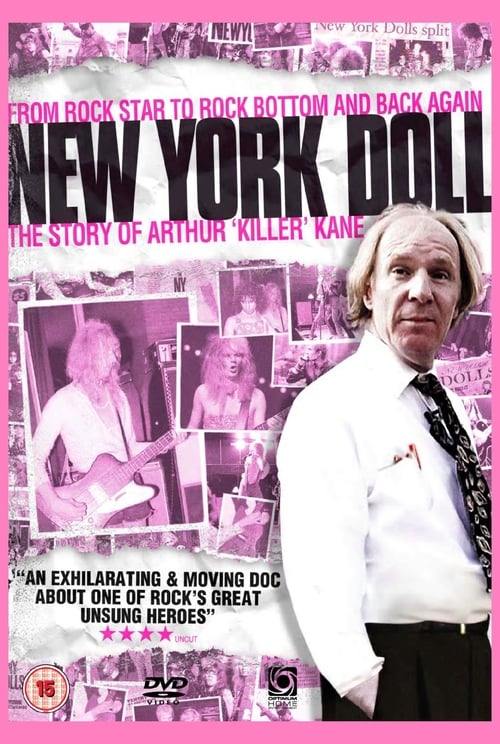 NEWY
New York Dolls split
FROM ROCK STAR TO ROCK BOTTOM AND BACK AGAIN
NEW YORK DOLL
THE STORY OF ARTHUR 'KILLER' KANE
NY
DOLLS
"AN EXHILARATING & MOVING DOC
ABOUT ONE OF ROCK'S GREAT
UNSUNG HEROES"
★★★★ UNCUT
15
DVD
VIDEO
OPTIMUM
HOME